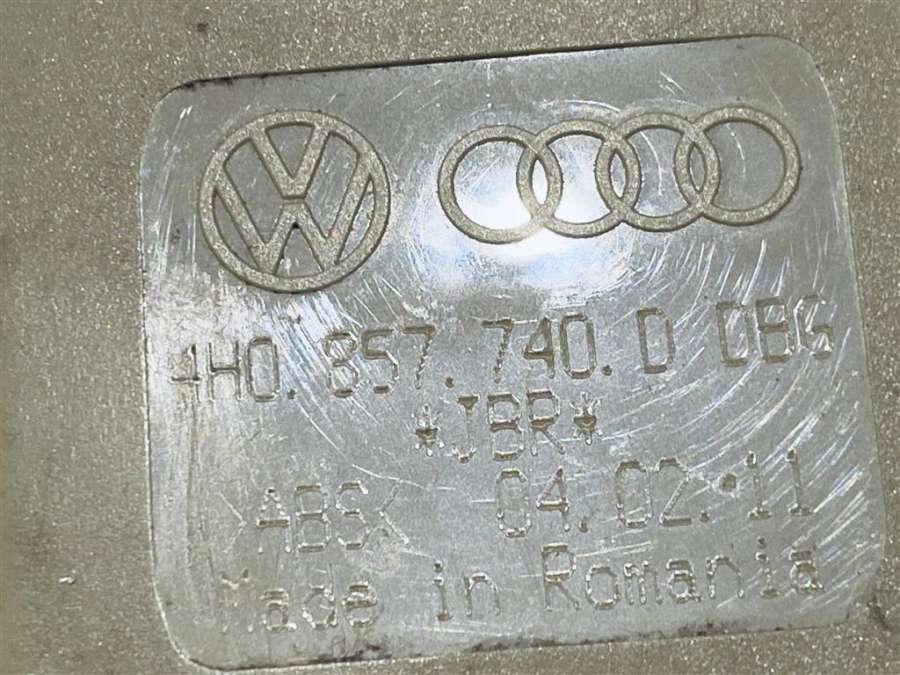 4H0.857.740.D DBG
*JBR*
>ABS< 04.02.11
Made in Romania